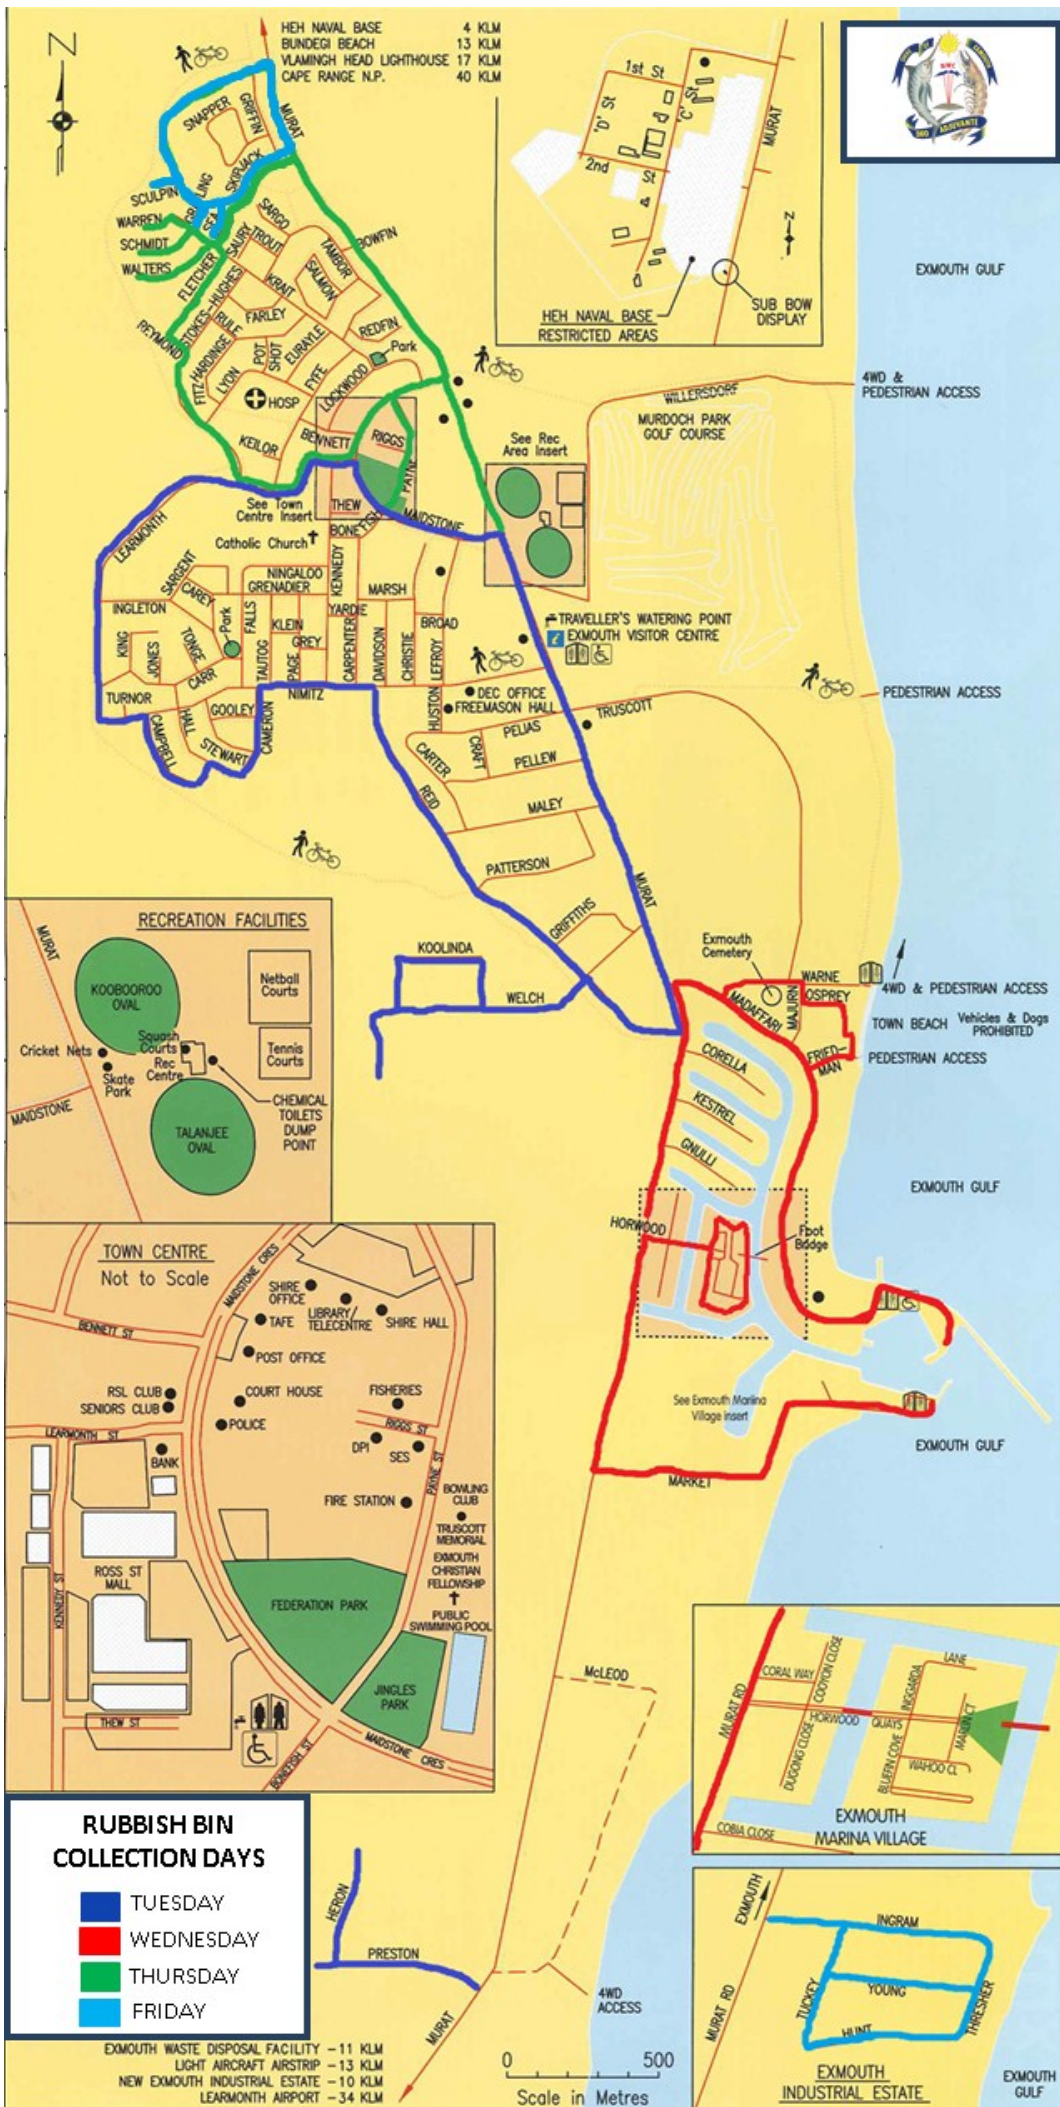 HEH NAVAL BASE 4 KLM
BUNDEGI BEACH 13 KLM
VLAMINGH HEAD LIGHTHOUSE 17 KLM
CAPE RANGE N.P. 40 KLM
N
1st St
'D' St
'C' St
2nd
St
MURAT
N
SUB BOW
DISPLAY
HEH NAVAL BASE
RESTRICTED AREAS
SNAPPER
GRIFFIN
MURAT
SKIPJACK
SCULPIN
WARREN
SCHMIDT
WALTERS
SEA
SARGO
SAURY
TROUT
TAMBOR
BOWFIN
FLETCHER
SALMON
KRAIT
STOKES-HUGHES
RULE
FARLEY
REDFIN
REYMOND
FITZ-HARDINGE
POT
SHOT
EURAYLE
Park
LYON
FYFE
LOCKWOOD
HOSP
KEILOR
BENNETT
RIGGS
PAYNE
EXMOUTH GULF
4WD &
PEDESTRIAN ACCESS
WILLERSDORF
MURDOCH PARK
GOLF COURSE
See Rec
Area Insert
See Town
Centre Insert
THEW
BONEFISH
MAIDSTONE
Catholic Church
LEARMONTH
SARGENT
CAREY
NINGALOO
GRENADIER
KENNEDY
MARSH
INGLETON
Park
FALLS
KLEIN
YARDIE
BROAD
KING
JONES
TONGE
TAUTOG
PAGE
GREY
CARPENTER
DAVIDSON
CHRISTIE
LEFROY
CARR
TURNOR
NIMITZ
HALL
GOOLEY
CAMERON
CAMPBELL
STEWART
TRAVELLER'S WATERING POINT
i EXMOUTH VISITOR CENTRE
HUSTON
DEC OFFICE
FREEMASON HALL
TRUSCOTT
PEDESTRIAN ACCESS
CARTER
CRAFT
PELIAS
PELLEW
REID
MALEY
PATTERSON
MURAT
GRIFFITHS
KOOLINDA
WELCH
Exmouth
Cemetery
WARNE
MADAFFARI
MAJURN
OSPREY
4WD & PEDESTRIAN ACCESS
TOWN BEACH Vehicles & Dogs
PROHIBITED
FRIED-
MAN
PEDESTRIAN ACCESS
CORELLA
KESTREL
GNULLI
EXMOUTH GULF
HORWOOD
Foot
Bridge
See Exmouth Mariina
Village insert
MARKET
EXMOUTH GULF
RECREATION FACILITIES
MURAT
KOOBOOROO
OVAL
Netball
Courts
Cricket Nets
Squash
Courts
Rec
Centre
Tennis
Courts
Skate
Park
MAIDSTONE
TALANJEE
OVAL
CHEMICAL
TOILETS
DUMP
POINT
TOWN CENTRE
Not to Scale
MAIDSTONE CRES
SHIRE
OFFICE
LIBRARY/
TELECENTRE
SHIRE HALL
TAFE
BENNETT ST
POST OFFICE
RSL CLUB
SENIORS CLUB
COURT HOUSE
FISHERIES
POLICE
RIGGS ST
LEARMONTH ST
DPI
SES
BANK
PAYNE ST
FIRE STATION
BOWLING
CLUB
TRUSCOTT
MEMORIAL
EXMOUTH
CHRISTIAN
FELLOWSHIP
PUBLIC
SWIMMING POOL
ROSS ST
MALL
KENNEDY ST
FEDERATION PARK
JINGLES
PARK
THEW ST
BONEFISH ST
MAIDSTONE CRES
McLEOD
CORAL WAY
COOYON CLOSE
INGGARDA
LANE
MURAT RD
HORWOOD
QUAYS
MARLIN CT
DUGONG CLOSE
BLUEFIN COVE
WAHOO CL
EXMOUTH
MARINA VILLAGE
COBIA CLOSE
RUBBISH BIN
COLLECTION DAYS
TUESDAY
WEDNESDAY
THURSDAY
FRIDAY
HERON
PRESTON
MURAT
4WD
ACCESS
EXMOUTH
INGRAM
TUCKEY
YOUNG
THRESHER
MURAT RD
HUNT
EXMOUTH
INDUSTRIAL ESTATE
EXMOUTH
GULF
EXMOUTH WASTE DISPOSAL FACILITY -11 KLM
LIGHT AIRCRAFT AIRSTRIP -13 KLM
NEW EXMOUTH INDUSTRIAL ESTATE -10 KLM
LEARMONTH AIRPORT -34 KLM
0 500
Scale in Metres